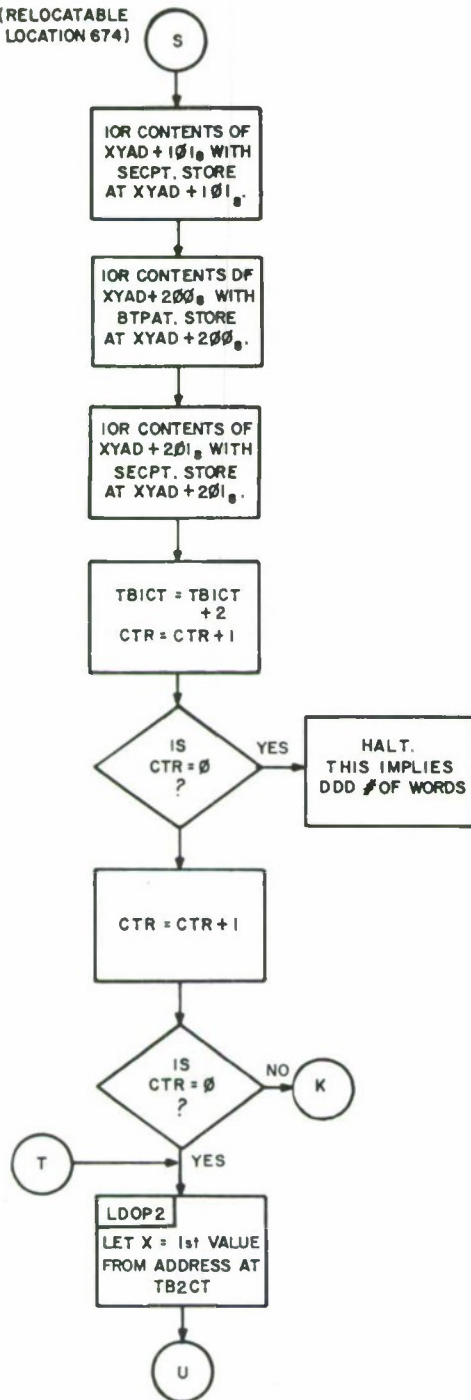 (RELOCATABLE
LOCATION 674)
S
IOR CONTENTS OF
XYAD + 1Ø1₈ WITH
SECPT. STORE
AT XYAD + 1Ø1₈.
IOR CONTENTS OF
XYAD + 2ØØ₈ WITH
BTPAT. STORE
AT XYAD + 2ØØ₈.
IOR CONTENTS OF
XYAD + 2Ø1₈ WITH
SECPT. STORE
AT XYAD + 2Ø1₈.
TB1CT = TB1CT
+2
CTR = CTR + 1
IS
CTR = Ø
?
YES
HALT.
THIS IMPLIES
DDD # OF WORDS
CTR = CTR + 1
IS
CTR = Ø
?
NO
K
T
YES
LDOP2
LET X = 1st VALUE
FROM ADDRESS AT
TB2CT
U